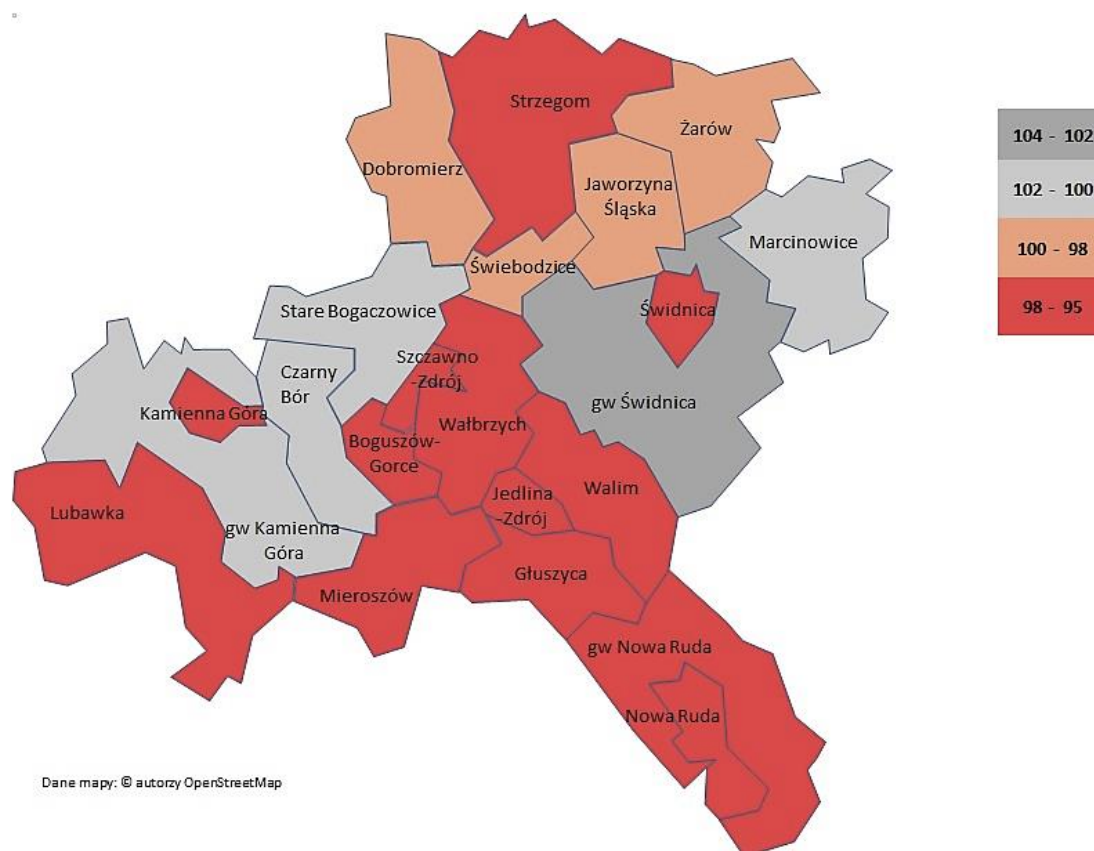 Strzegom
Żarów
Dobromierz
Jaworzyna
Śląska
Marcinowice
Świebodzice
Stare Bogaczowice
Świdnica
Szczawno
-Zdrój
Czarny
Bór
gw Świdnica
Kamienna Góra
Wałbrzych
Boguszów-
Gorce
Walim
Jedlina
-Zdrój
Lubawka
gw Kamienna
Góra
Głuszyca
Mieroszów
gw Nowa Ruda
Nowa Ruda
104 - 102
102 - 100
100 - 98
98 - 95
Dane mapy: © autorzy OpenStreetMap